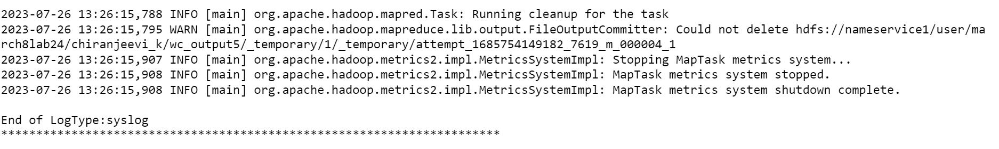 2023-07-26 13:26:15,788 INFO [main] org.apache.hadoop.mapred.Task: Running cleanup for the task
2023-07-26 13:26:15,795 WARN [main] org.apache.hadoop.mapreduce.lib.output.FileOutputCommitter: Could not delete hdfs://nameservice1/user/ma
rch8lab24/chiranjeevi_k/wc_output5/_temporary/1/_temporary/attempt_1685754149182_7619_m_000004_1
2023-07-26 13:26:15,907 INFO [main] org.apache.hadoop.metrics2.impl.MetricsSystemImpl: Stopping MapTask metrics system...
2023-07-26 13:26:15,908 INFO [main] org.apache.hadoop.metrics2.impl.MetricsSystemImpl: MapTask metrics system stopped.
2023-07-26 13:26:15,908 INFO [main] org.apache.hadoop.metrics2.impl.MetricsSystemImpl: MapTask metrics system shutdown complete.
End of LogType:syslog
***********************************************************************